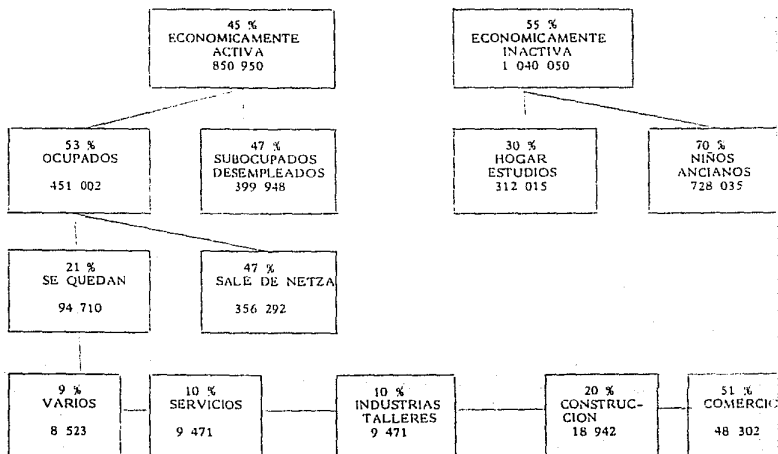 45 %
ECONOMICAMENTE
ACTIVA
850 950
55 %
ECONOMICAMENTE
INACTIVA
1 040 050
53 %
OCUPADOS
451 002
47 %
SUBOCUPADOS
DESEMPLEADOS
399 948
30 %
HOGAR
ESTUDIOS
312 015
70 %
NIÑOS
ANCIANOS
728 035
21 %
SE QUEDAN
94 710
47 %
SALE DE NETZA
356 292
9 %
VARIOS
8 523
10 %
SERVICIOS
9 471
10 %
INDUSTRIAS
TALLERES
9 471
20 %
CONSTRUC-
CION
18 942
51 %
COMERCIO
48 302